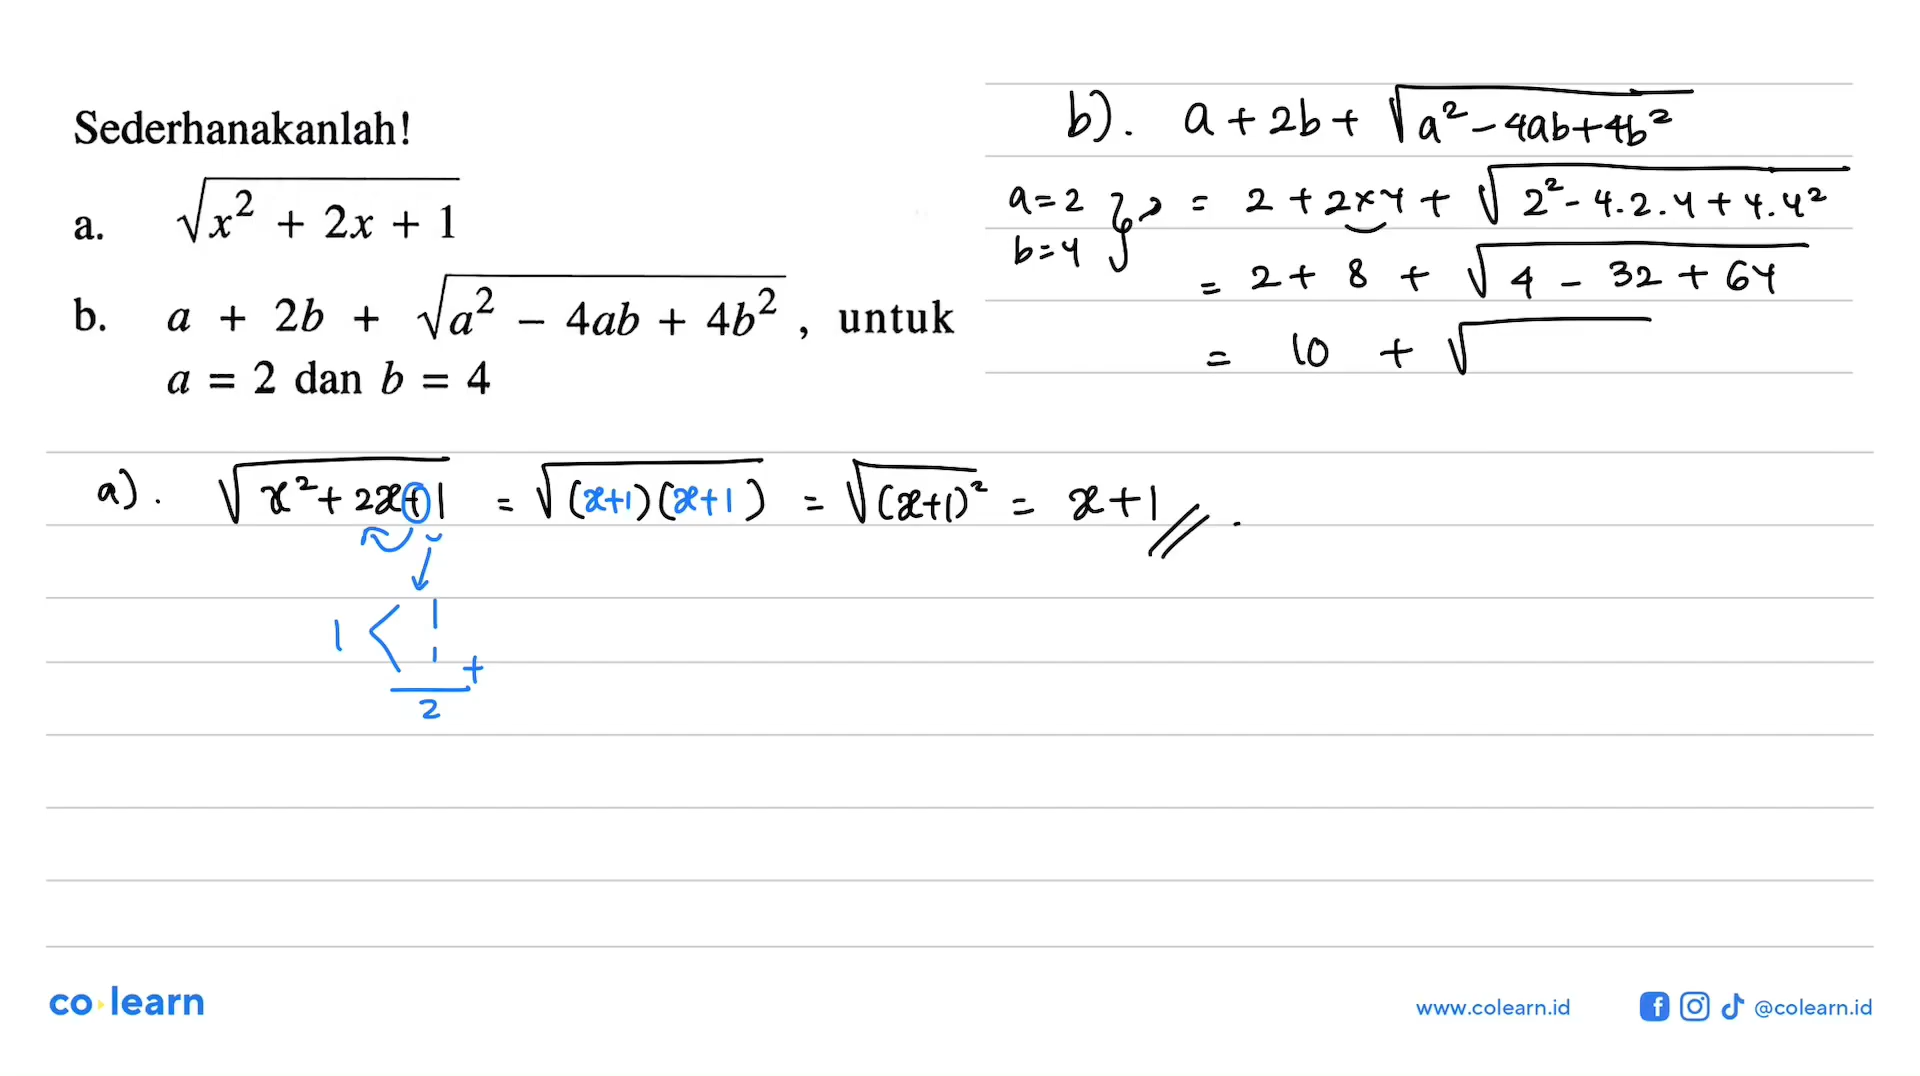 Sederhanakanlah!
a. √(x² + 2x + 1)
b. a + 2b + √(a² − 4ab + 4b²) , untuk
a = 2 dan b = 4
b). a + 2b + √(a² − 4ab + 4b²)
a = 2
b = 4
= 2 + 2×4 + √(2² − 4.2.4 + 4.4²)
= 2 + 8 + √(4 − 32 + 64)
= 10 + √
a). √(x² + 2x + 1) = √((x+1)(x+1)) = √((x+1)²) = x + 1 //.
1 < 1
1 +
2
co learn
www.colearn.id
@colearn.id